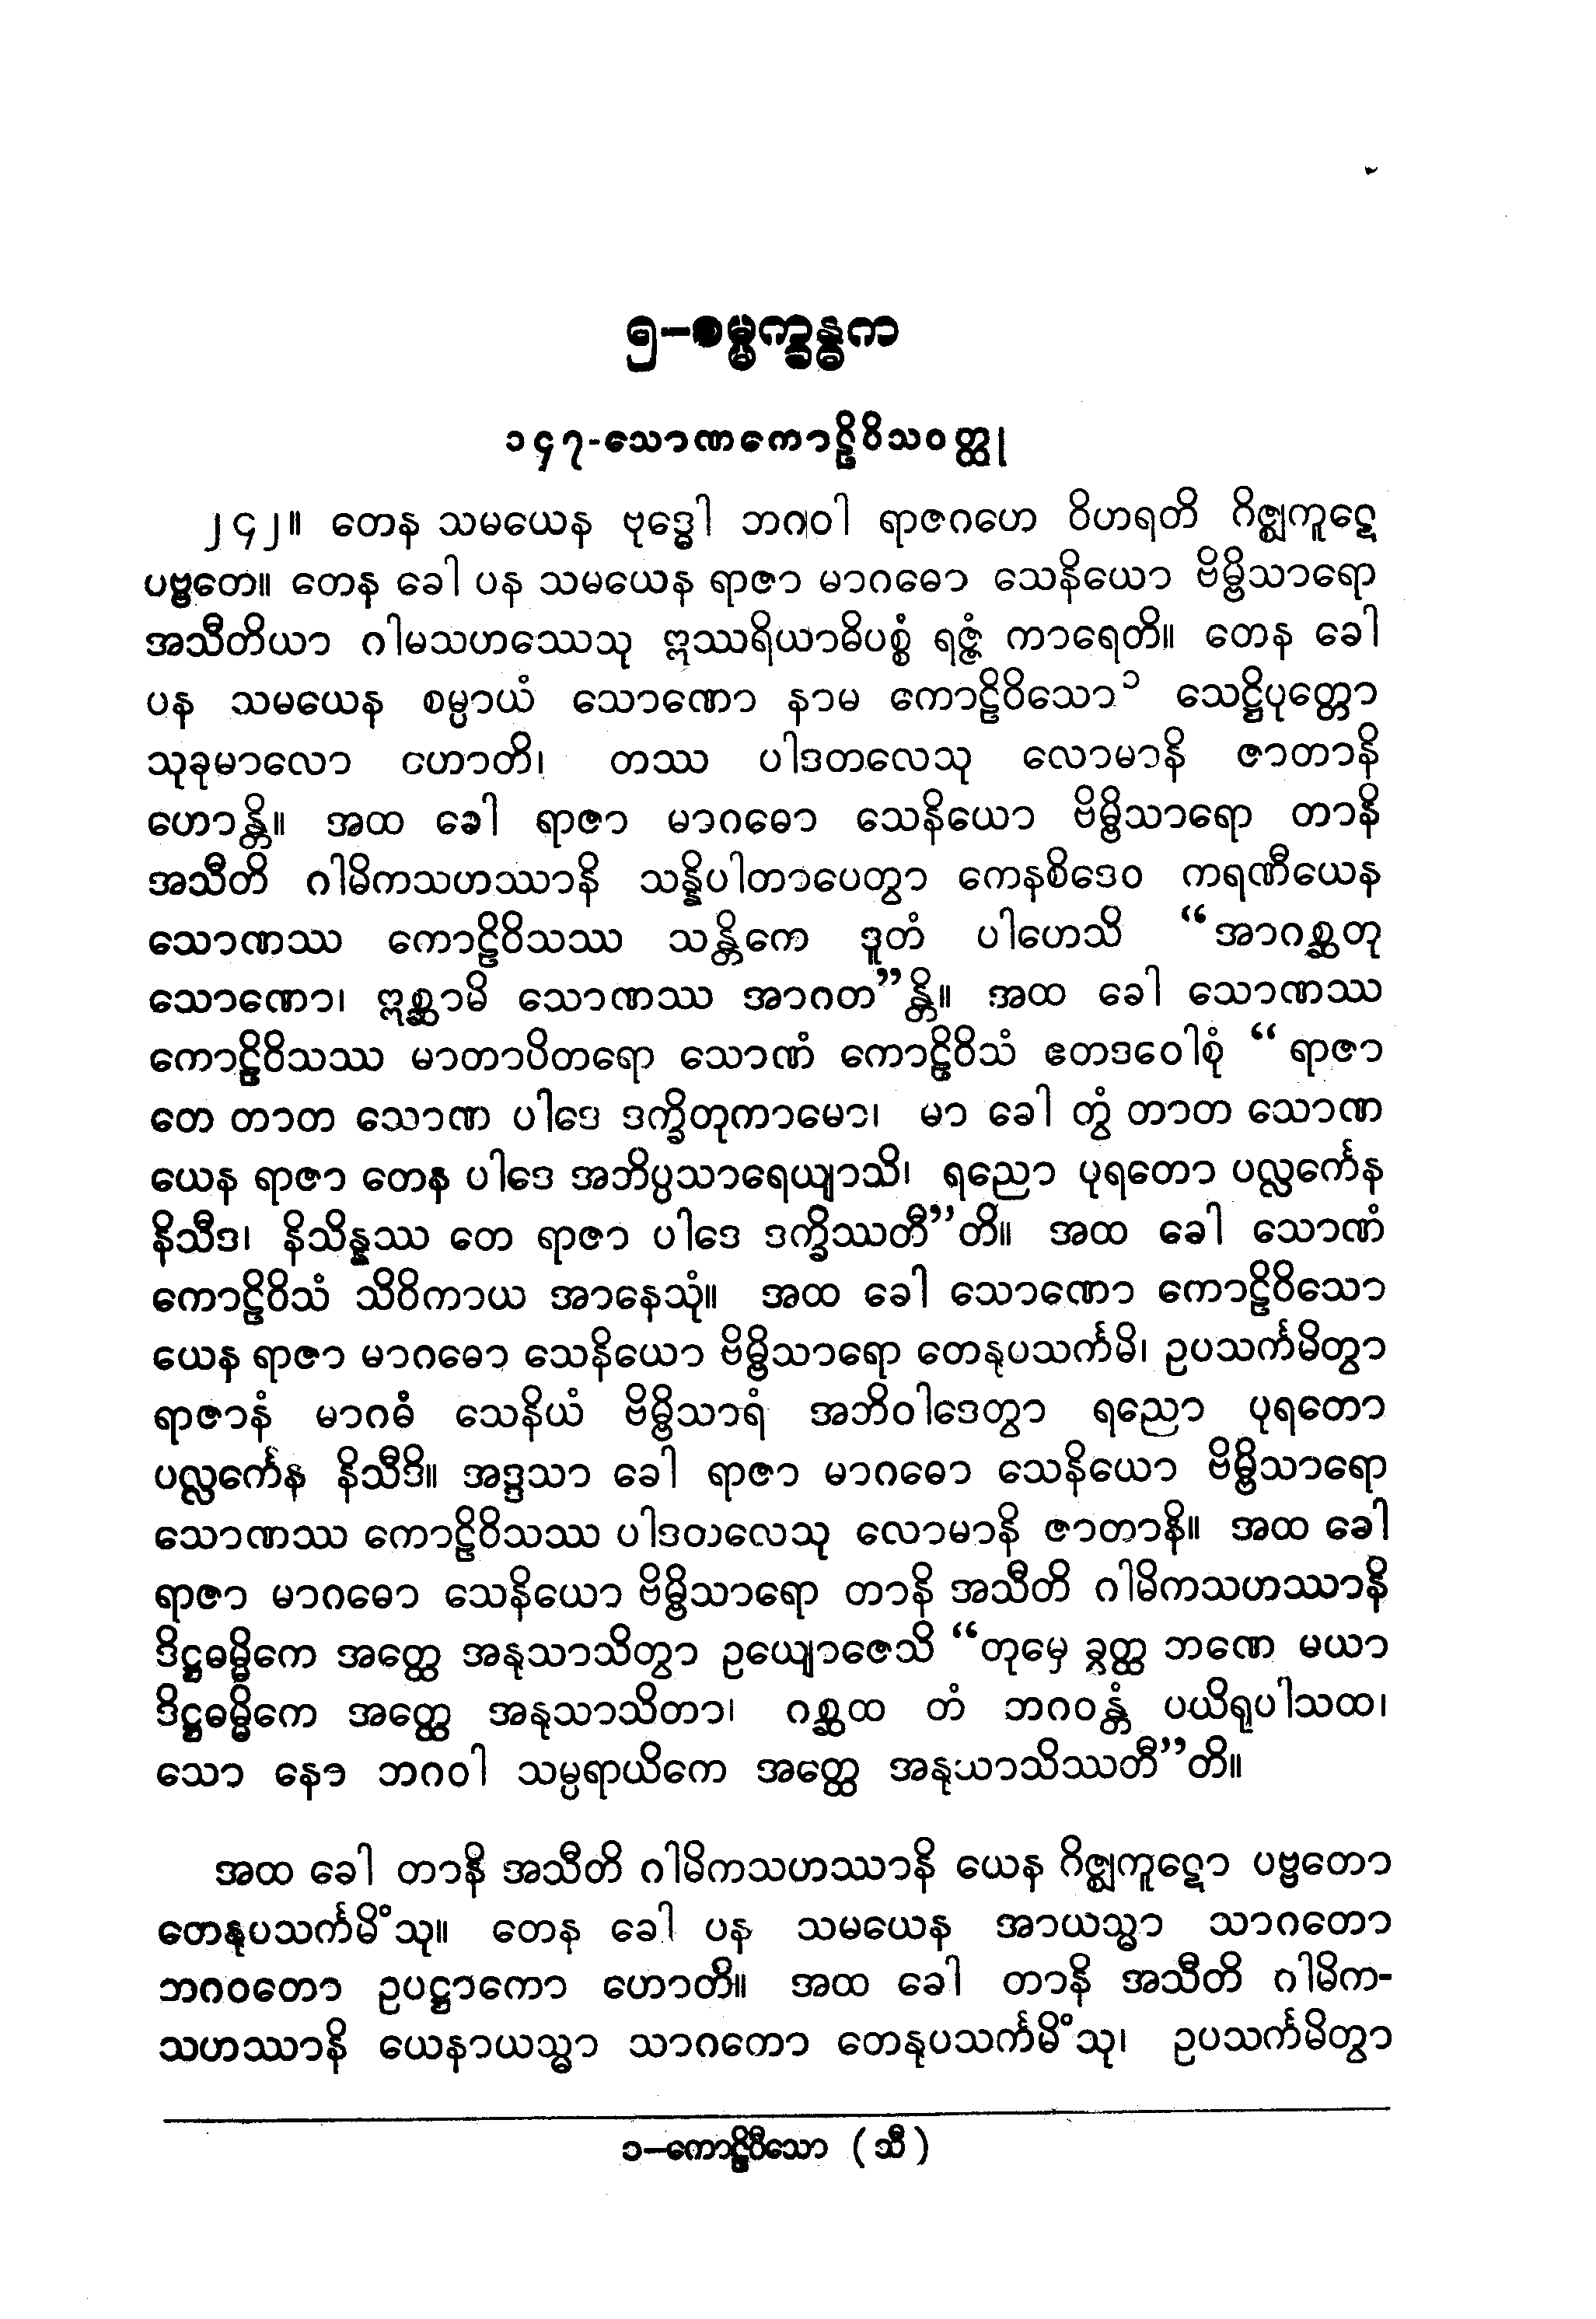 ၅-စမ္မက္ခန္ဓက
၁၄၇-သောဏကောဠိဝိသဝတ္ထု
၂၄၂။ တေန သမယေန ဗုဒ္ဓေါ ဘဂဝါ ရာဇဂဟေ ဝိဟရတိ ဂိဇ္ဈကူဋေ
ပဗ္ဗတေ။ တေန ခေါ ပန သမယေန ရာဇာ မာဂဓော သေနိယော ဗိမ္ဗိသာရော
အသီတိယာ ဂါမသဟဿေသု ဣဿရိယာဓိပစ္စံ ရဇ္ဇံ ကာရေတိ။ တေန ခေါ
ပန သမယေန စမ္ပာယံ သောဏော နာမ ကောဠိဝိသော၁ သေဋ္ဌိပုတ္တော
သုခုမာလော ဟောတိ၊ တဿ ပါဒတလေသု လောမာနိ ဇာတာနိ
ဟောန္တိ။ အထ ခေါ ရာဇာ မာဂဓော သေနိယော ဗိမ္ဗိသာရော တာနိ
အသီတိ ဂါမိကသဟဿာနိ သန္နိပါတာပေတွာ ကေနစိဒေဝ ကရဏီယေန
သောဏဿ ကောဠိဝိသဿ သန္တိကေ ဒူတံ ပါဟေသိ “အာဂစ္ဆတု
သောဏော၊ ဣစ္ဆာမိ သောဏဿ အာဂတ”န္တိ။ အထ ခေါ သောဏဿ
ကောဠိဝိသဿ မာတာပိတရော သောဏံ ကောဠိဝိသံ ဧတဒဝေါစုံ “ရာဇာ
တေ တာတ သောဏ ပါဒေ ဒက္ခိတုကာမော၊ မာ ခေါ တွံ တာတ သောဏ
ယေန ရာဇာ တေန ပါဒေ အဘိပ္ပသာရေယျာသိ၊ ရညော ပုရတော ပလ္လင်္ကေန
နိသီဒ၊ နိသိန္နဿ တေ ရာဇာ ပါဒေ ဒက္ခိဿတီ”တိ။ အထ ခေါ သောဏံ
ကောဠိဝိသံ သိဝိကာယ အာနေသုံ။ အထ ခေါ သောဏော ကောဠိဝိသော
ယေန ရာဇာ မာဂဓော သေနိယော ဗိမ္ဗိသာရော တေနုပသင်္ကမိ၊ ဥပသင်္ကမိတွာ
ရာဇာနံ မာဂဓံ သေနိယံ ဗိမ္ဗိသာရံ အဘိဝါဒေတွာ ရညော ပုရတော
ပလ္လင်္ကေန နိသီဒိ။ အဒ္ဒသာ ခေါ ရာဇာ မာဂဓော သေနိယော ဗိမ္ဗိသာရော
သောဏဿ ကောဠိဝိသဿ ပါဒတလေသု လောမာနိ ဇာတာနိ။ အထ ခေါ
ရာဇာ မာဂဓော သေနိယော ဗိမ္ဗိသာရော တာနိ အသီတိ ဂါမိကသဟဿာနိ
ဒိဋ္ဌဓမ္မိကေ အတ္ထေ အနုသာသိတွာ ဥယျောဇေသိ “တုမှေ ခွတ္ထ ဘဏေ မယာ
ဒိဋ္ဌဓမ္မိကေ အတ္ထေ အနုသာသိတာ၊ ဂစ္ဆထ တံ ဘဂဝန္တံ ပယိရုပါသထ၊
သော နော ဘဂဝါ သမ္ပရာယိကေ အတ္ထေ အနုသာသိဿတီ”တိ။
အထ ခေါ တာနိ အသီတိ ဂါမိကသဟဿာနိ ယေန ဂိဇ္ဈကူဋော ပဗ္ဗတော
တေနုပသင်္ကမိံသု။ တေန ခေါ ပန သမယေန အာယသ္မာ သာဂတော
ဘဂဝတော ဥပဋ္ဌာကော ဟောတိ။ အထ ခေါ တာနိ အသီတိ ဂါမိက-
သဟဿာနိ ယေနာယသ္မာ သာဂတော တေနုပသင်္ကမိံသု၊ ဥပသင်္ကမိတွာ
၁-ကောဠိဝီသော (သီ)